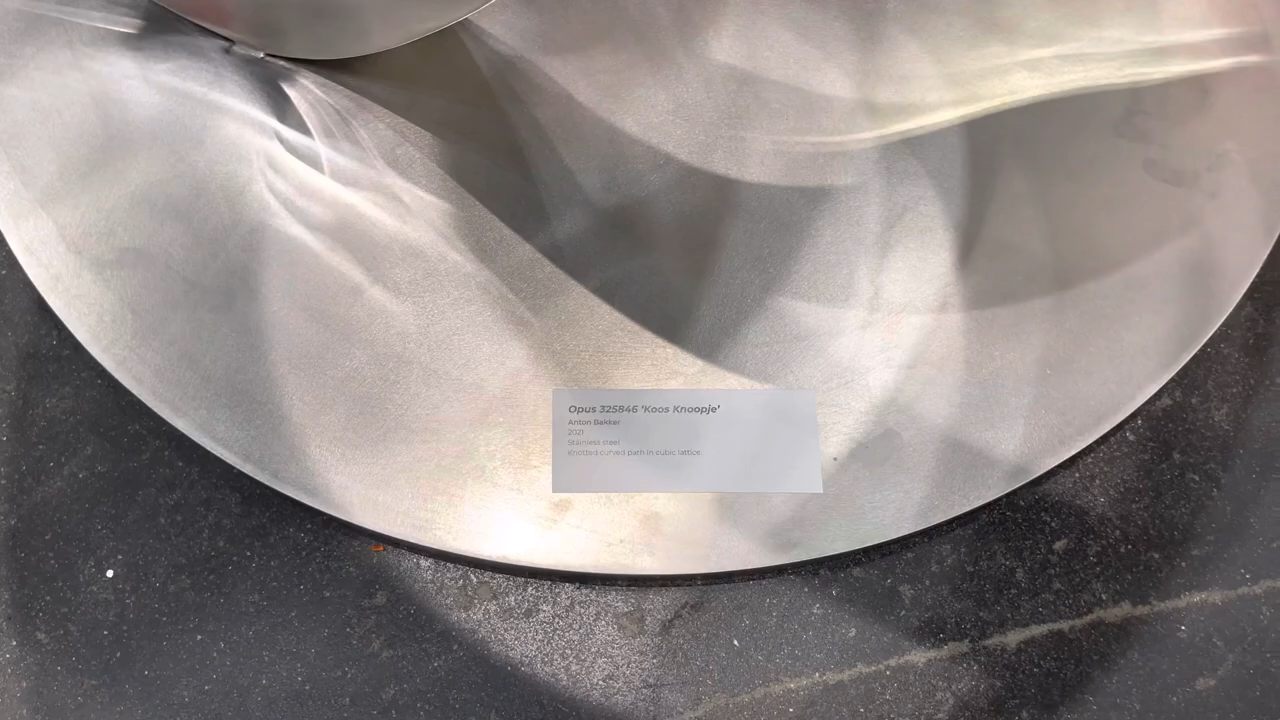 Opus 325846 ‘Koos Knoopje’
Anton Bakker
2021
Stainless steel
Knotted curved path in cubic lattice